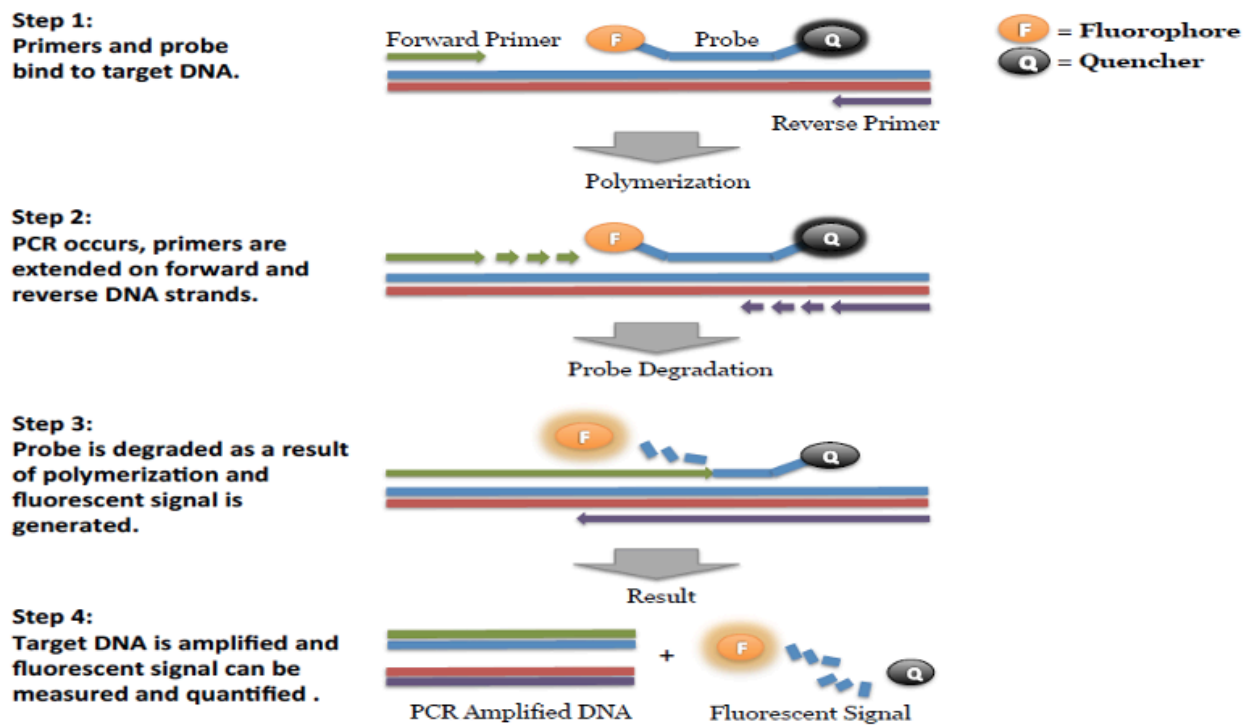 Step 1:
Primers and probe
bind to target DNA.
Forward Primer
F
Probe
Q
F = Fluorophore
Q = Quencher
Reverse Primer
Polymerization
Step 2:
PCR occurs, primers are
extended on forward and
reverse DNA strands.
F
Q
Probe Degradation
Step 3:
Probe is degraded as a result
of polymerization and
fluorescent signal is
generated.
F
Q
Result
Step 4:
Target DNA is amplified and
fluorescent signal can be
measured and quantified .
+
F
Q
PCR Amplified DNA
Fluorescent Signal